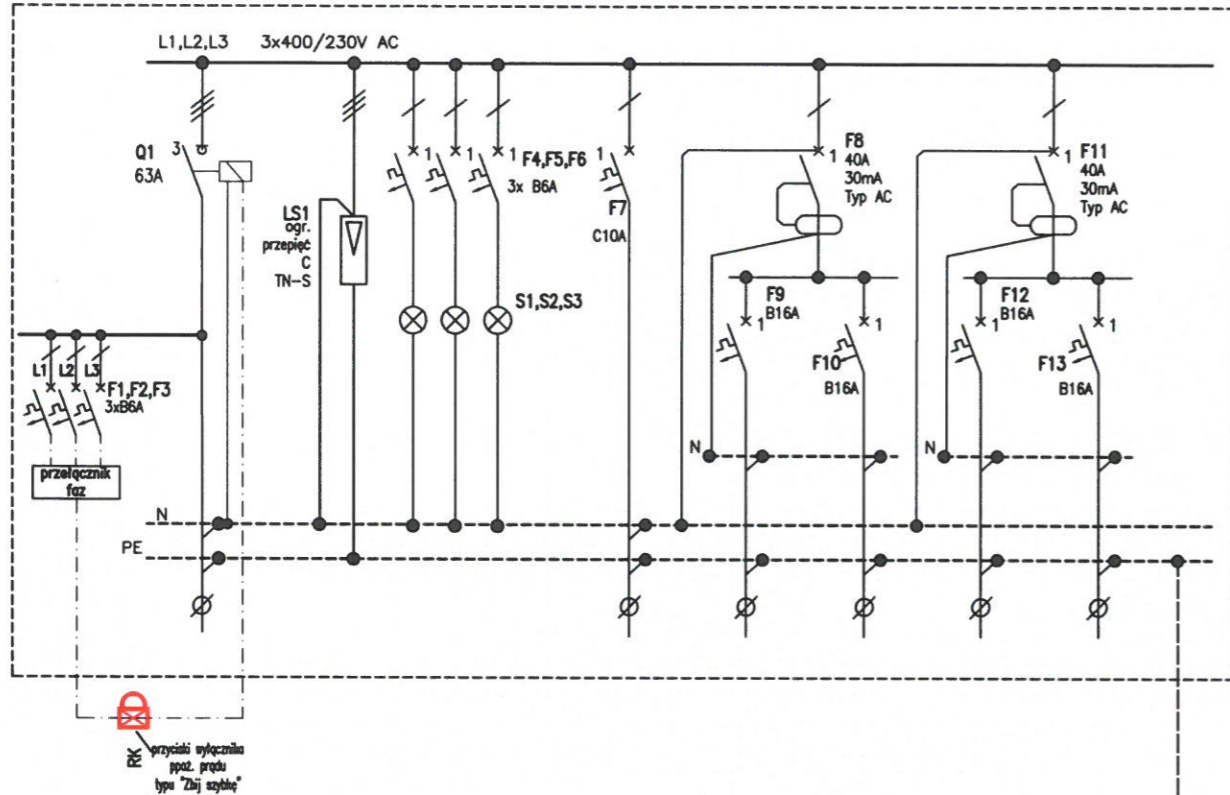 L1,L2,L3 3x400/230V AC
Q1
63A
3
LS1
ogr.
przepięć
C
TN-S
1
1
1
F4,F5,F6
3x B6A
S1,S2,S3
1
F7
C10A
1
F8
40A
30mA
Typ AC
F9
B16A
1
F10
B16A
1
1
F11
40A
30mA
Typ AC
F12
B16A
1
F13
B16A
1
L1
L2
L3
F1,F2,F3
3xB6A
przełącznik
faz
N
N
N
PE
RK
przyciski wyłącznika
ppoż. prądu
typu "Zbij szybkę"